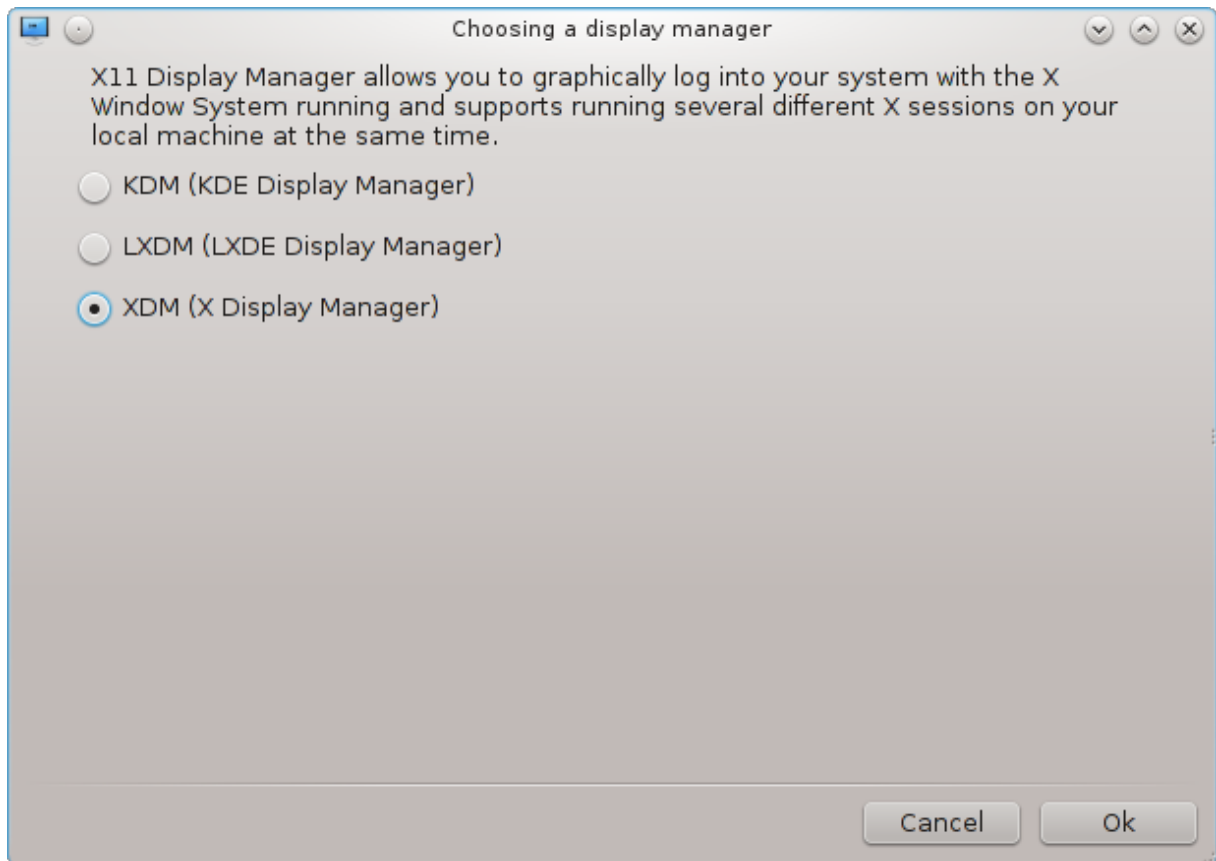 Choosing a display manager
X11 Display Manager allows you to graphically log into your system with the X
Window System running and supports running several different X sessions on your
local machine at the same time.
KDM (KDE Display Manager)
LXDM (LXDE Display Manager)
XDM (X Display Manager)
Cancel
Ok